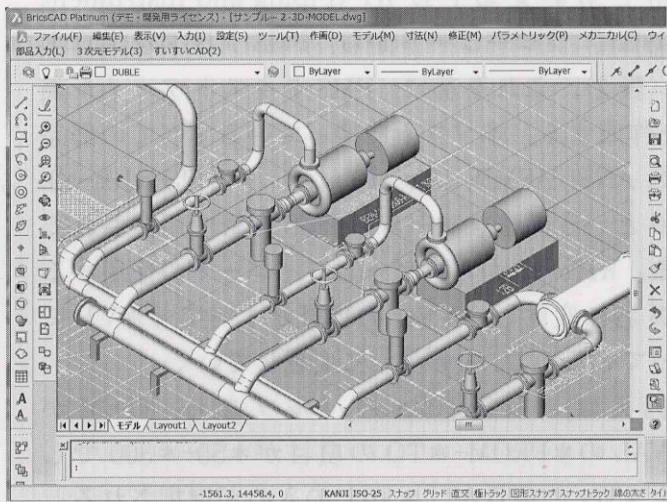 BricsCAD Platinum (デモ・開発用ライセンス) - [サンプル－2-3D-MODEL.dwg]
ファイル(F) 編集(E) 表示(V) 入力(I) 設定(S) ツール(T) 作画(D) モデル(M) 寸法(N) 修正(M) パラメトリック(P) メカニカル(C) ウィ
部品入力(L) 3次元モデル(3) すいすいCAD(2)
DUBLE ByLayer ByLayer ByLayer
モデル Layout1 Layout2
:
-1561.3, 14458.4, 0 KANJI ISO-25 スナップ グリッド 直交 極トラック 図形スナップ スナップトラック 線の太さ タイ